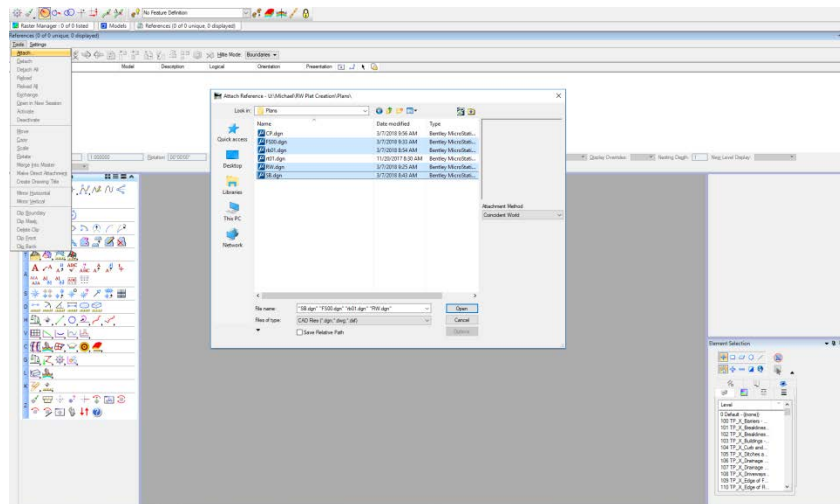 No Feature Definition
Raster Manager : 0 of 0 listed
Models
References (0 of 0 unique, 0 displayed)
References (0 of 0 unique, 0 displayed)
Tools Settings
Attach...
Detach
Detach All
Reload
Reload All
Exchange
Open in New Session
Activate
Deactivate
Move
Copy
Scale
Rotate
Merge Into Master
Make Direct Attachment
Create Drawing Title
Mirror Horizontal
Mirror Vertical
Clip Boundary
Clip Mask
Delete Clip
Clip Front
Clip Back
Hilite Mode: Boundaries
Model Description Logical Orientation Presentation
1.000000 Rotation 00°00'00" Display Overrides: Nesting Depth: 1 New Level Display:
Attach Reference - U:\Michael\RW Plat Creation\Plans\
Look in: Plans
Name Date modified Type
CP.dgn 3/7/2018 9:56 AM Bentley MicroStati...
FS00.dgn 3/7/2018 8:33 AM Bentley MicroStati...
rb01.dgn 3/7/2018 8:54 AM Bentley MicroStati...
rt01.dgn 11/20/2017 8:30 AM Bentley MicroStati...
RW.dgn 3/7/2018 9:25 AM Bentley MicroStati...
SB.dgn 3/7/2018 8:43 AM Bentley MicroStati...
Quick access
Desktop
Libraries
This PC
Network
Attachment Method:
Coincident World
File name: "SB.dgn" "FS00.dgn" "rb01.dgn" "RW.dgn"
Open
Files of type: CAD Files (*.dgn;*.dwg;*.dxf)
Cancel
Save Relative Path
Options
Element Selection
Level
0 Default - (none)
100 TP_X_Barriers - ...
101 TP_X_Breaklines...
102 TP_X_Breaklines...
103 TP_X_Buildings - ...
104 TP_X_Curb and...
105 TP_X_Ditches a...
106 TP_X_Drainage ...
107 TP_X_Drainage ...
108 TP_X_Driveways...
109 TP_X_Edge of F...
110 TP_X_Edge of R...